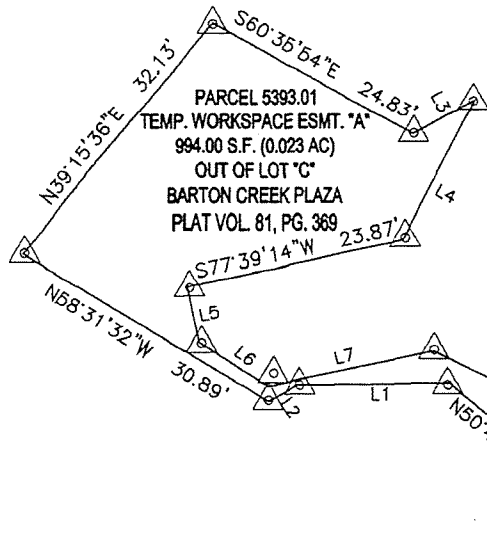 S60°35'54"E
24.83'
L3
32.13'
N39°15'36"E
PARCEL 5393.01
TEMP. WORKSPACE ESMT. "A"
994.00 S.F. (0.023 AC)
OUT OF LOT "C"
BARTON CREEK PLAZA
PLAT VOL. 81, PG. 369
L4
S77°39'14"W
23.87'
N58°31'32"W
30.89'
L5
L6
L7
L1
L2
N50°